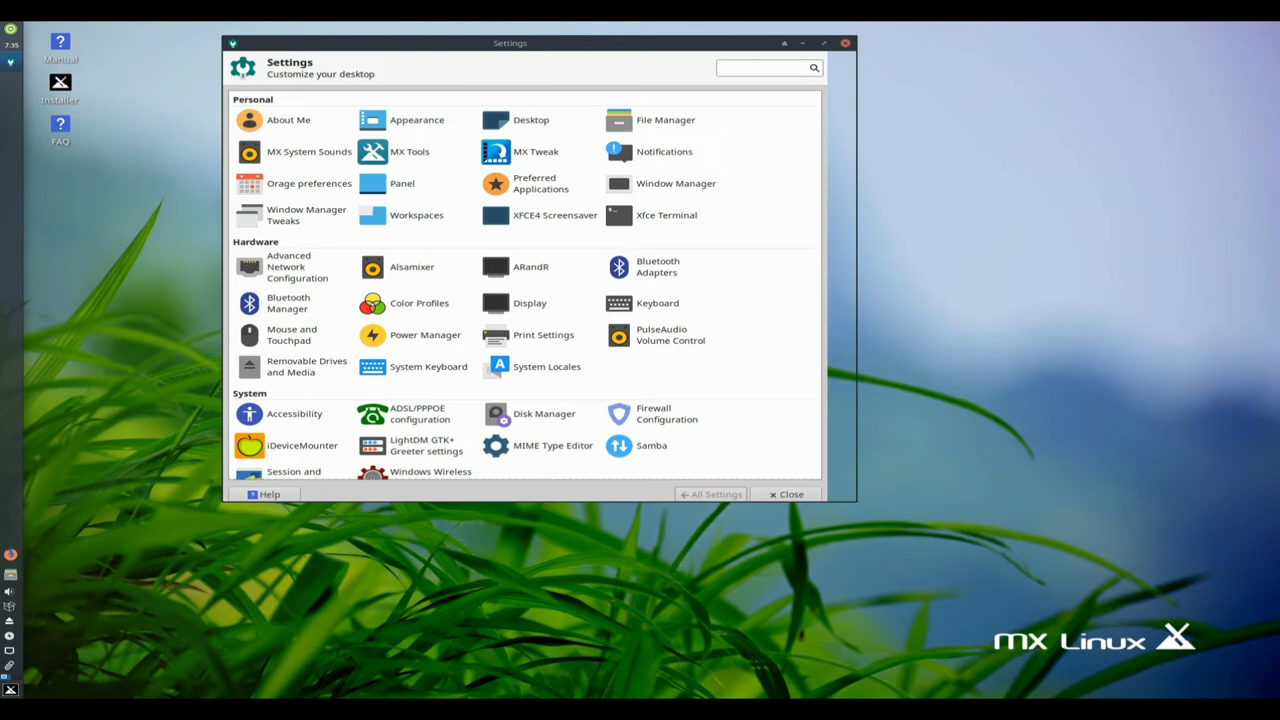 7:35
Manual
Installer
FAQ
Settings
Settings
Customize your desktop
Personal
About Me
Appearance
Desktop
File Manager
MX System Sounds
MX Tools
MX Tweak
Notifications
Orage preferences
Panel
Preferred
Applications
Window Manager
Window Manager
Tweaks
Workspaces
XFCE4 Screensaver
Xfce Terminal
Hardware
Advanced
Network
Configuration
Alsamixer
ARandR
Bluetooth
Adapters
Bluetooth
Manager
Color Profiles
Display
Keyboard
Mouse and
Touchpad
Power Manager
Print Settings
PulseAudio
Volume Control
Removable Drives
and Media
System Keyboard
System Locales
System
Accessibility
ADSL/PPPOE
configuration
Disk Manager
Firewall
Configuration
iDeviceMounter
LightDM GTK+
Greeter settings
MIME Type Editor
Samba
Session and
Windows Wireless
Help
All Settings
Close
MX Linux